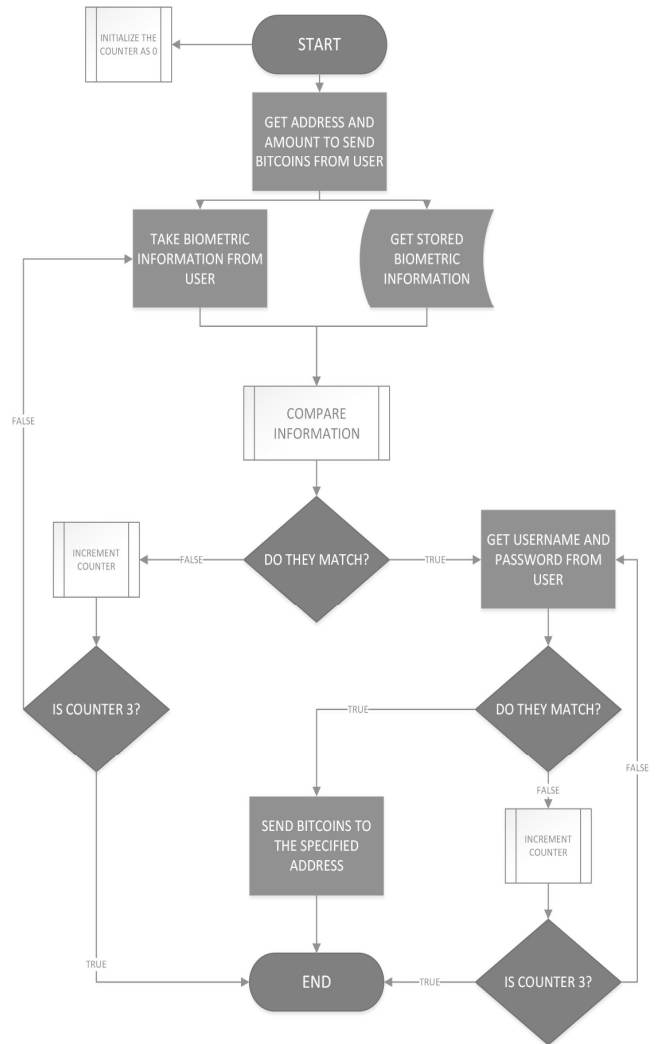 INITIALIZE THE
COUNTER AS 0
START
GET ADDRESS AND
AMOUNT TO SEND
BITCOINS FROM USER
TAKE BIOMETRIC
INFORMATION FROM
USER
GET STORED
BIOMETRIC
INFORMATION
FALSE
COMPARE
INFORMATION
INCREMENT
COUNTER
FALSE
DO THEY MATCH?
TRUE
GET USERNAME AND
PASSWORD FROM
USER
IS COUNTER 3?
TRUE
DO THEY MATCH?
FALSE
FALSE
SEND BITCOINS TO
THE SPECIFIED
ADDRESS
INCREMENT
COUNTER
TRUE
END
TRUE
IS COUNTER 3?